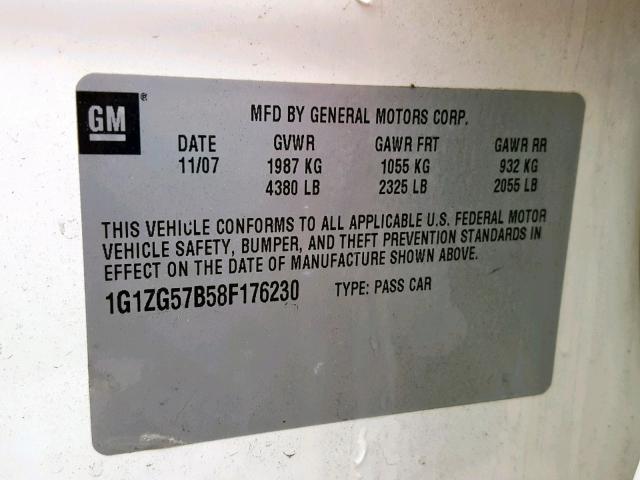 GM®
MFD BY GENERAL MOTORS CORP.
DATE GVWR GAWR FRT GAWR RR
11/07 1987 KG 1055 KG 932 KG
4380 LB 2325 LB 2055 LB
THIS VEHICLE CONFORMS TO ALL APPLICABLE U.S. FEDERAL MOTOR
VEHICLE SAFETY, BUMPER, AND THEFT PREVENTION STANDARDS IN
EFFECT ON THE DATE OF MANUFACTURE SHOWN ABOVE.
1G1ZG57B58F176230 TYPE: PASS CAR